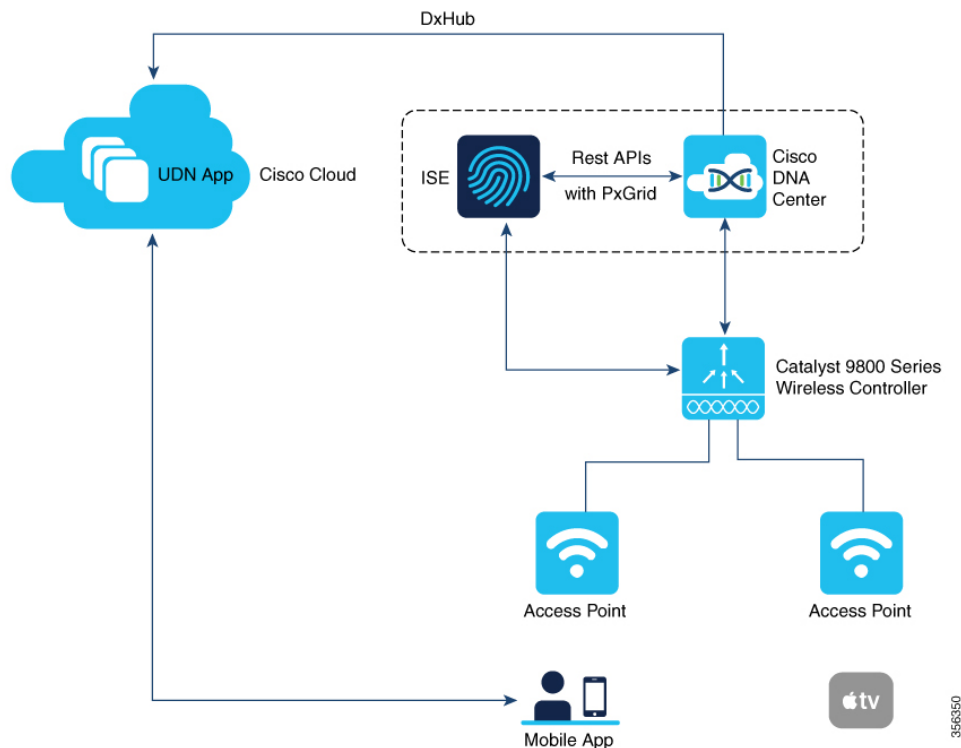 DxHub
UDN App
Cisco Cloud
ISE
Rest APIs
with PxGrid
Cisco
DNA
Center
Catalyst 9800 Series
Wireless Controller
Access Point
Access Point
tv
Mobile App
356350